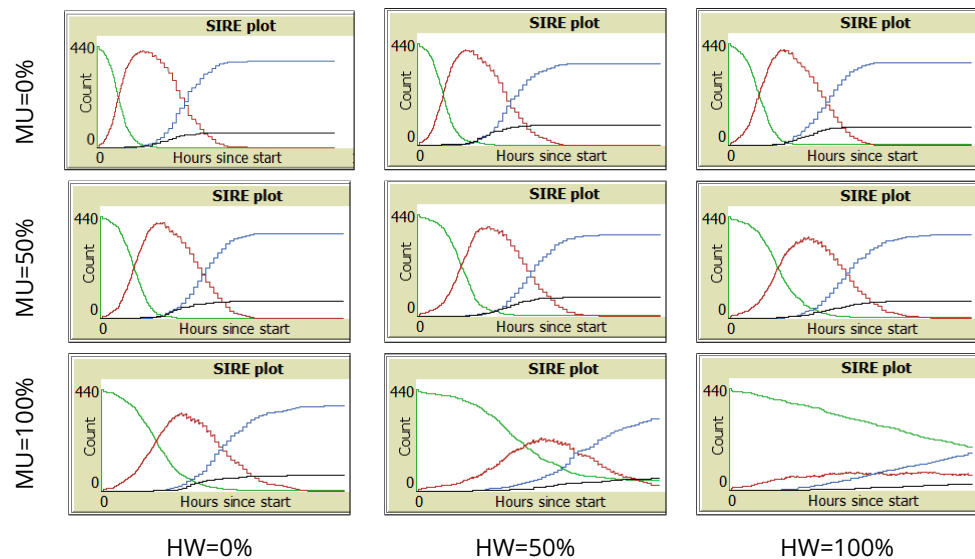 SIRE plot
SIRE plot
SIRE plot
MU=0%
440
Count
0
0
Hours since start
440
Count
0
0
Hours since start
440
Count
0
0
Hours since start
SIRE plot
SIRE plot
SIRE plot
MU=50%
440
Count
0
0
Hours since start
440
Count
0
0
Hours since start
440
Count
0
0
Hours since start
SIRE plot
SIRE plot
SIRE plot
MU=100%
440
Count
0
0
Hours since start
440
Count
0
0
Hours since start
440
Count
0
0
Hours since start
HW=0%
HW=50%
HW=100%